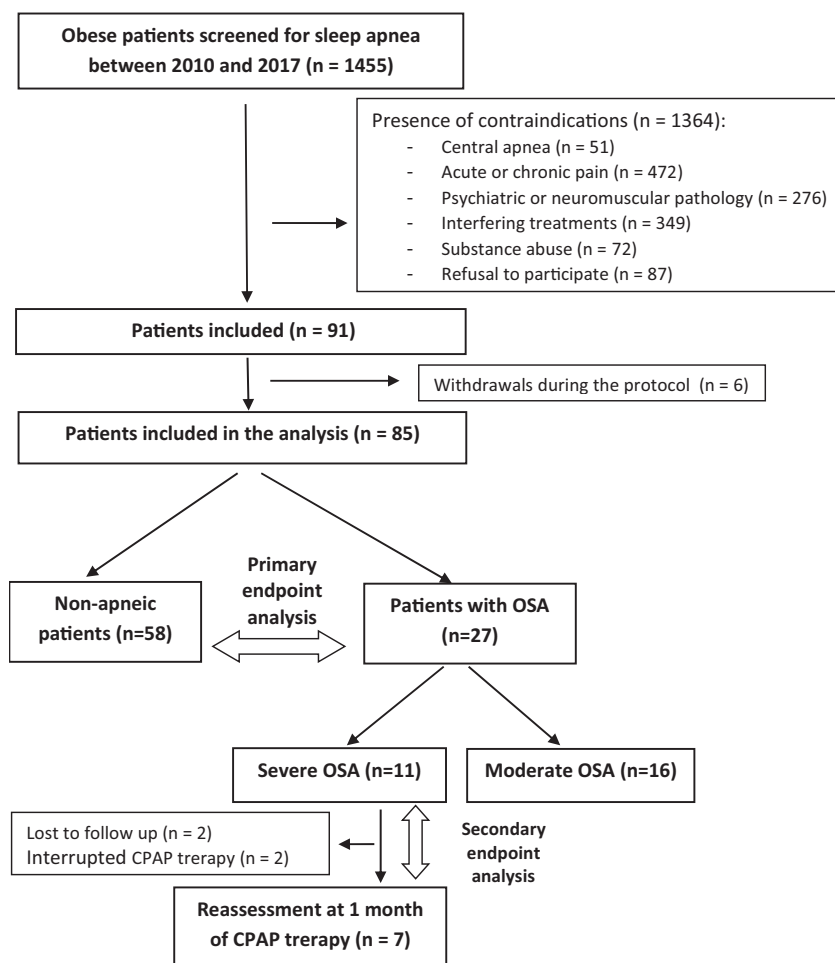 Obese patients screened for sleep apnea
between 2010 and 2017 (n = 1455)
Presence of contraindications (n = 1364):
- Central apnea (n = 51)
- Acute or chronic pain (n = 472)
- Psychiatric or neuromuscular pathology (n = 276)
- Interfering treatments (n = 349)
- Substance abuse (n = 72)
- Refusal to participate (n = 87)
Patients included (n = 91)
Withdrawals during the protocol (n = 6)
Patients included in the analysis (n = 85)
Primary
endpoint
analysis
Non-apneic
patients (n=58)
Patients with OSA
(n=27)
Severe OSA (n=11)
Moderate OSA (n=16)
Lost to follow up (n = 2)
Interrupted CPAP trerapy (n = 2)
Secondary
endpoint
analysis
Reassessment at 1 month
of CPAP trerapy (n = 7)